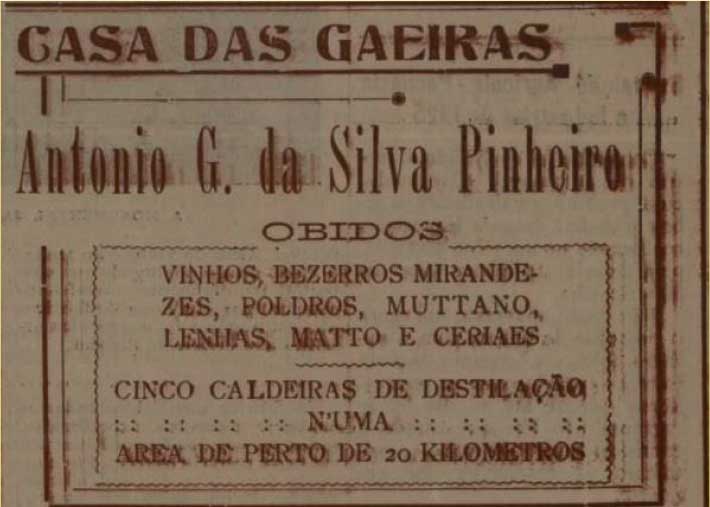 CASA DAS GAEIRAS
Antonio G. da Silva Pinheiro
OBIDOS
VINHOS, BEZERROS MIRANDE-
ZES, POLDROS, MUTTANO,
LENHAS, MATTO E CERIAES
CINCO CALDEIRAS DE DESTILAÇÃO
:: :: :: :: N'UMA :: :: :: ::
AREA DE PERTO DE 20 KILOMETROS